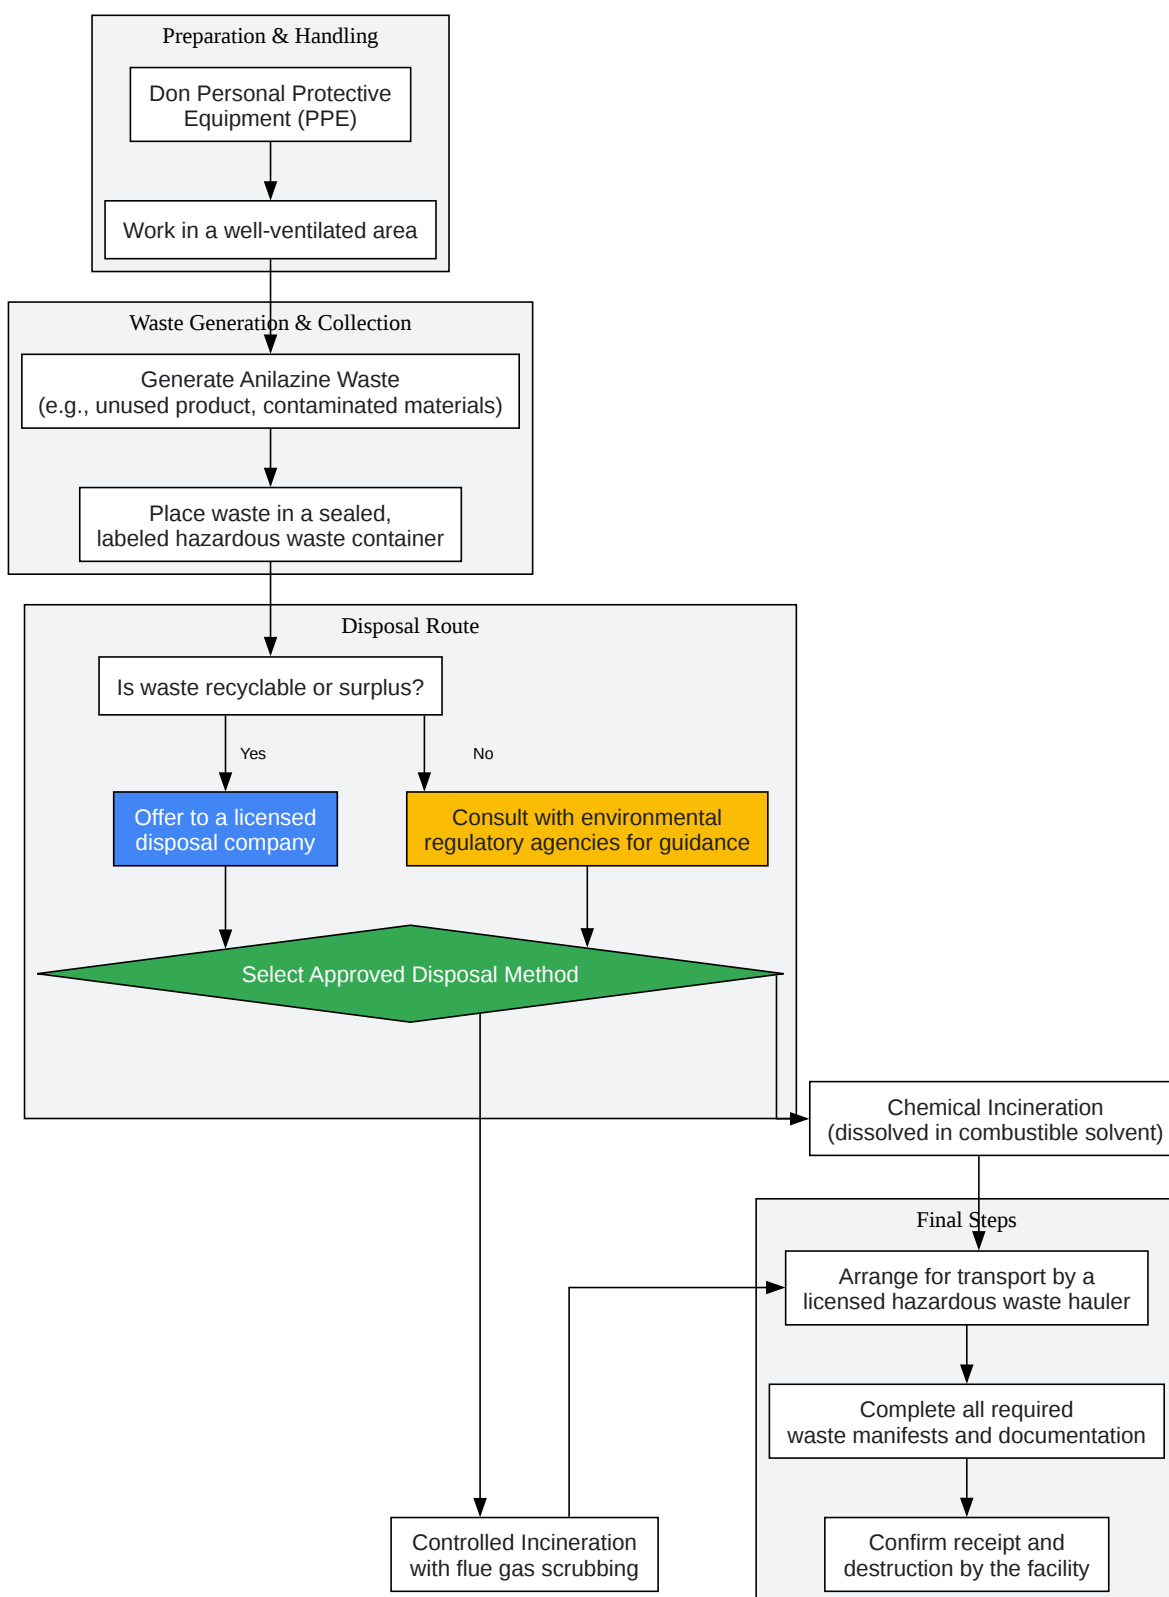 Preparation & Handling
Don Personal Protective
Equipment (PPE)
Work in a well-ventilated area
Waste Generation & Collection
Generate Anilazine Waste
(e.g., unused product, contaminated materials)
Place waste in a sealed,
labeled hazardous waste container
Disposal Route
Is waste recyclable or surplus?
Yes
No
Offer to a licensed
disposal company
Consult with environmental
regulatory agencies for guidance
Select Approved Disposal Method
Chemical Incineration
(dissolved in combustible solvent)
Final Steps
Arrange for transport by a
licensed hazardous waste hauler
Complete all required
waste manifests and documentation
Controlled Incineration
with flue gas scrubbing
Confirm receipt and
destruction by the facility